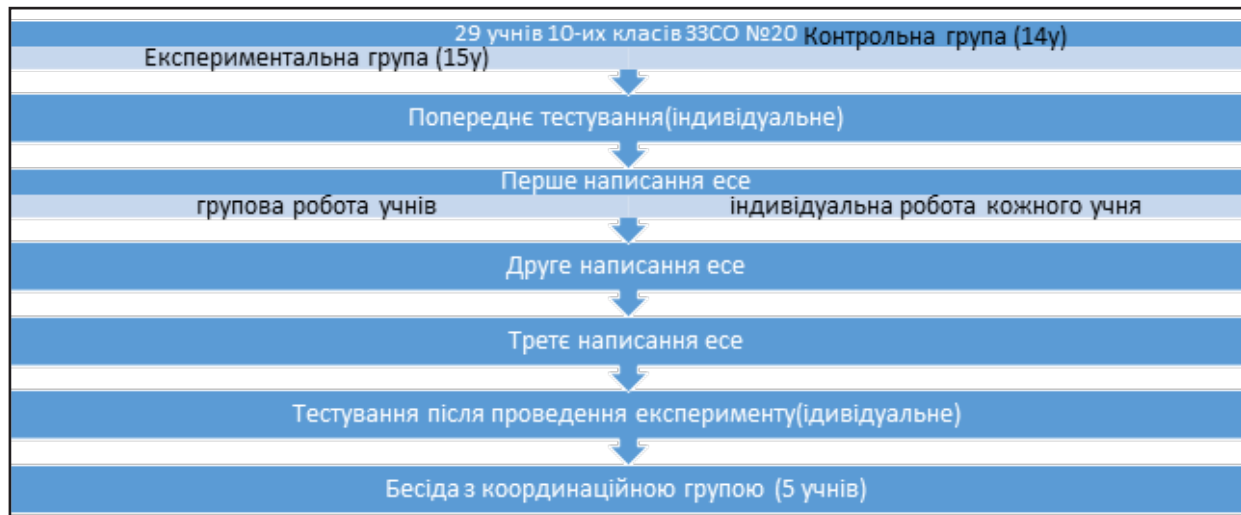 29 учнів 10-их класів ЗЗСО №20 Контрольна група (14у)
Експериментальна група (15у)
Попереднє тестування(індивідуальне)
Перше написання есе
групова робота учнів індивідуальна робота кожного учня
Друге написання есе
Третє написання есе
Тестування після проведення експерименту(ідивідуальне)
Бесіда з координаційною групою (5 учнів)